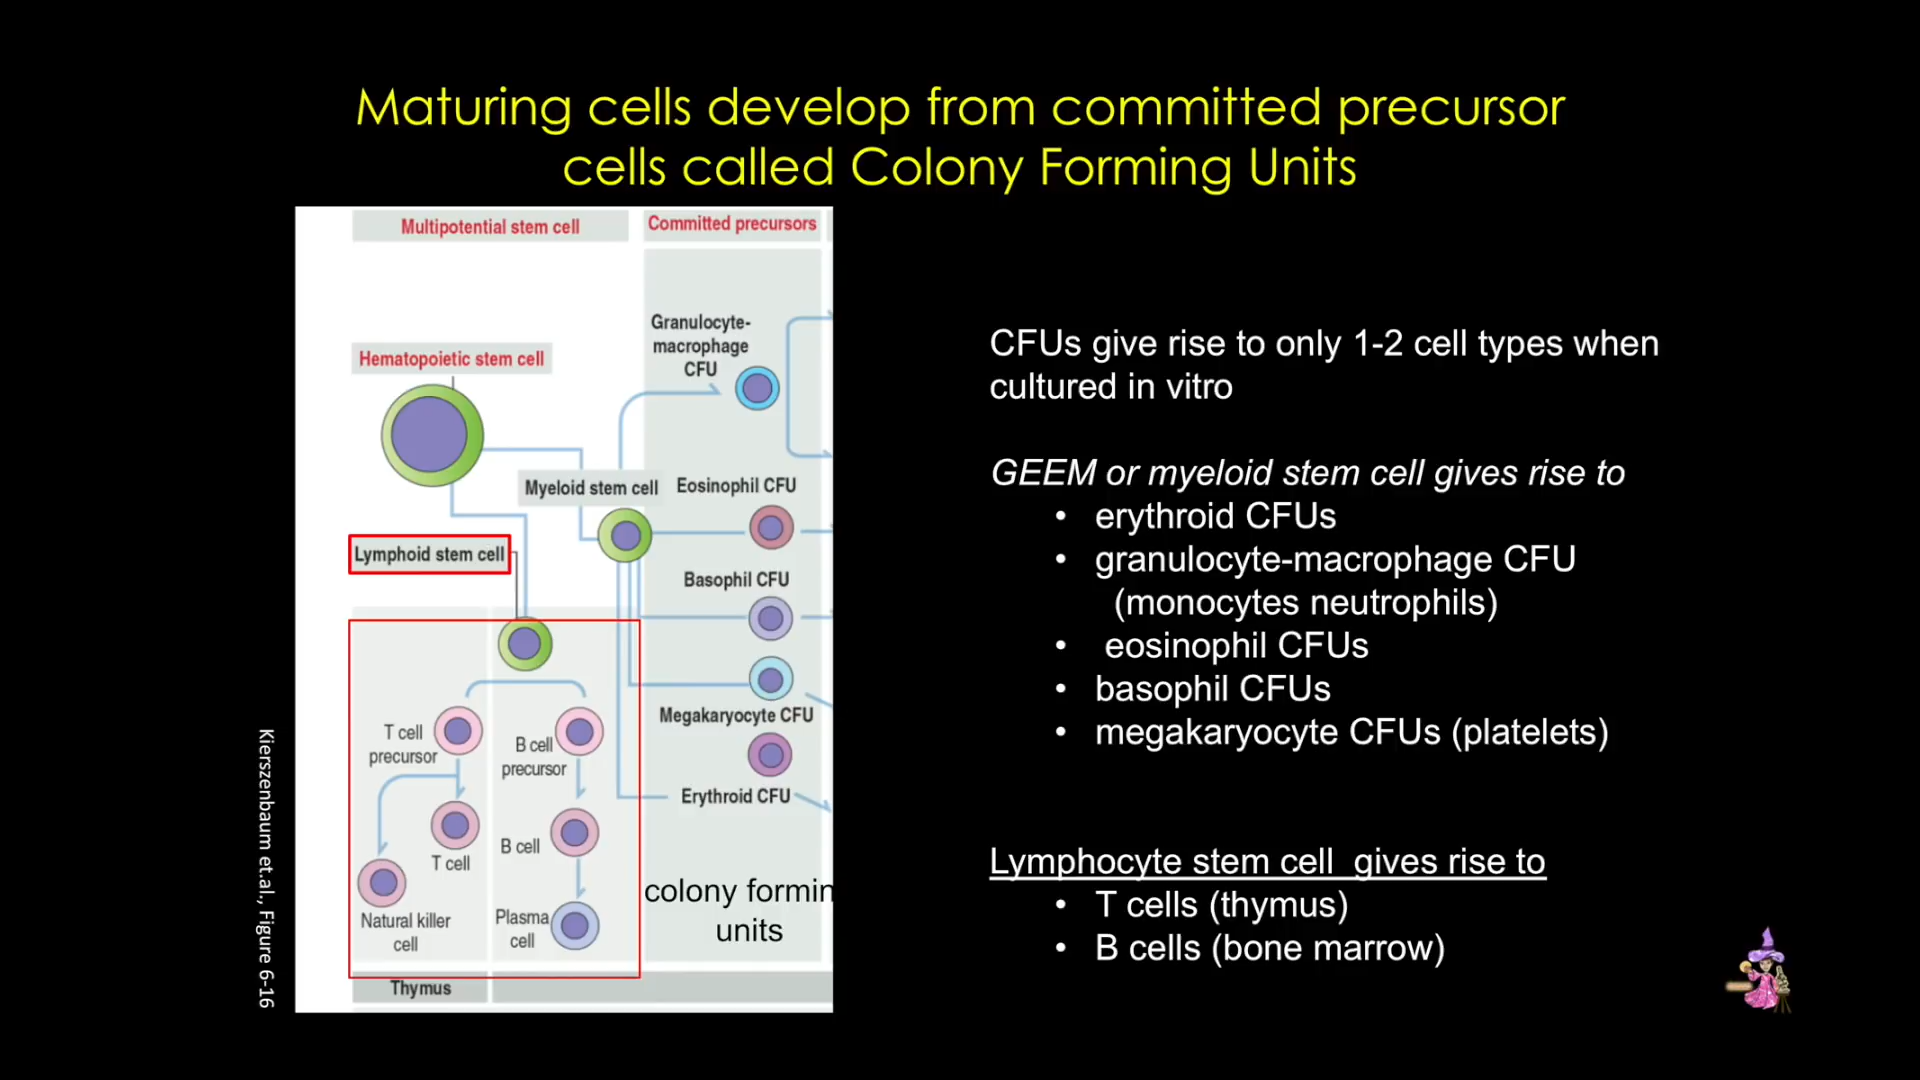 Maturing cells develop from committed precursor
cells called Colony Forming Units
Multipotential stem cell
Committed precursors
Granulocyte-
macrophage
CFU
Hematopoietic stem cell
Myeloid stem cell
Eosinophil CFU
Lymphoid stem cell
Basophil CFU
Megakaryocyte CFU
T cell
precursor
B cell
precursor
Erythroid CFU
B cell
T cell
Natural killer
cell
Plasma
cell
colony formin
units
Thymus
Kierszenbaum et.al., Figure 6-16
CFUs give rise to only 1-2 cell types when
cultured in vitro
GEEM or myeloid stem cell gives rise to
• erythroid CFUs
• granulocyte-macrophage CFU
(monocytes neutrophils)
• eosinophil CFUs
• basophil CFUs
• megakaryocyte CFUs (platelets)
Lymphocyte stem cell gives rise to
• T cells (thymus)
• B cells (bone marrow)